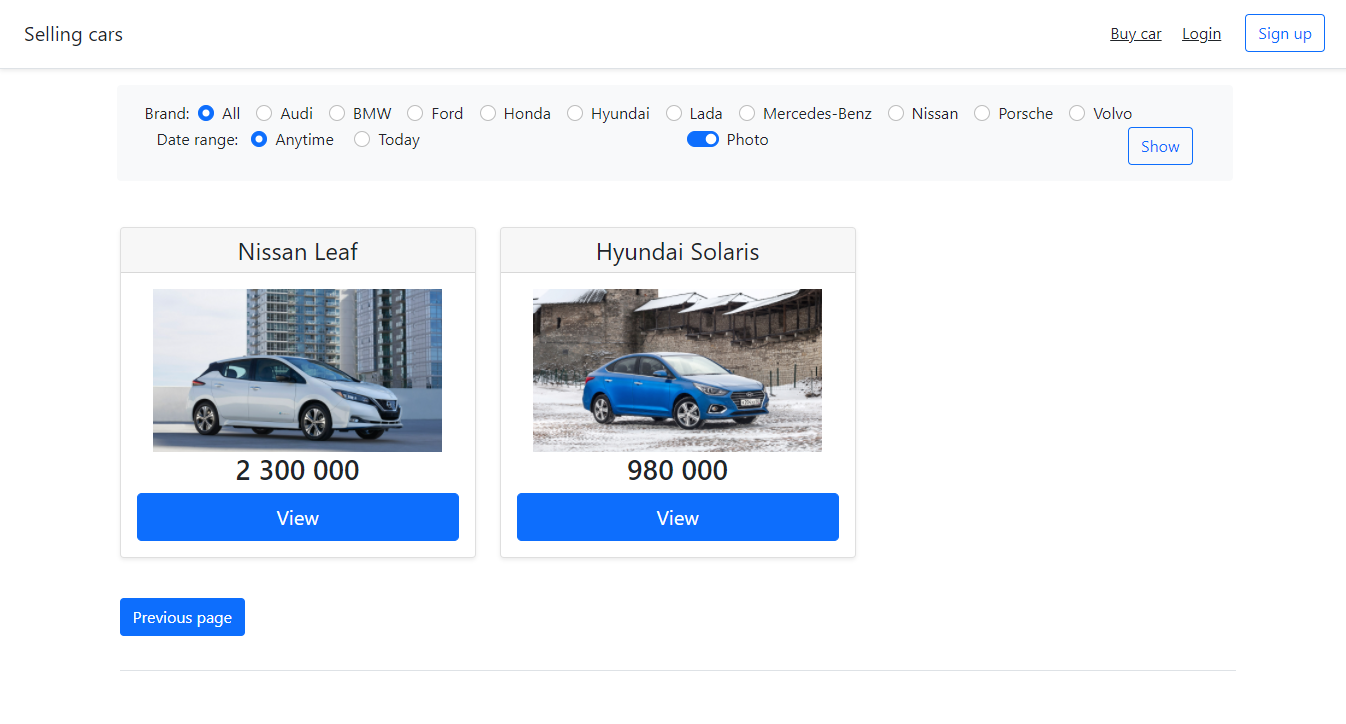 Selling cars Buy car Login Sign up
Brand: All Audi BMW Ford Honda Hyundai Lada Mercedes-Benz Nissan Porsche Volvo
Date range: Anytime Today Photo
Show
Nissan Leaf
2 300 000
View
Hyundai Solaris
980 000
View
Previous page